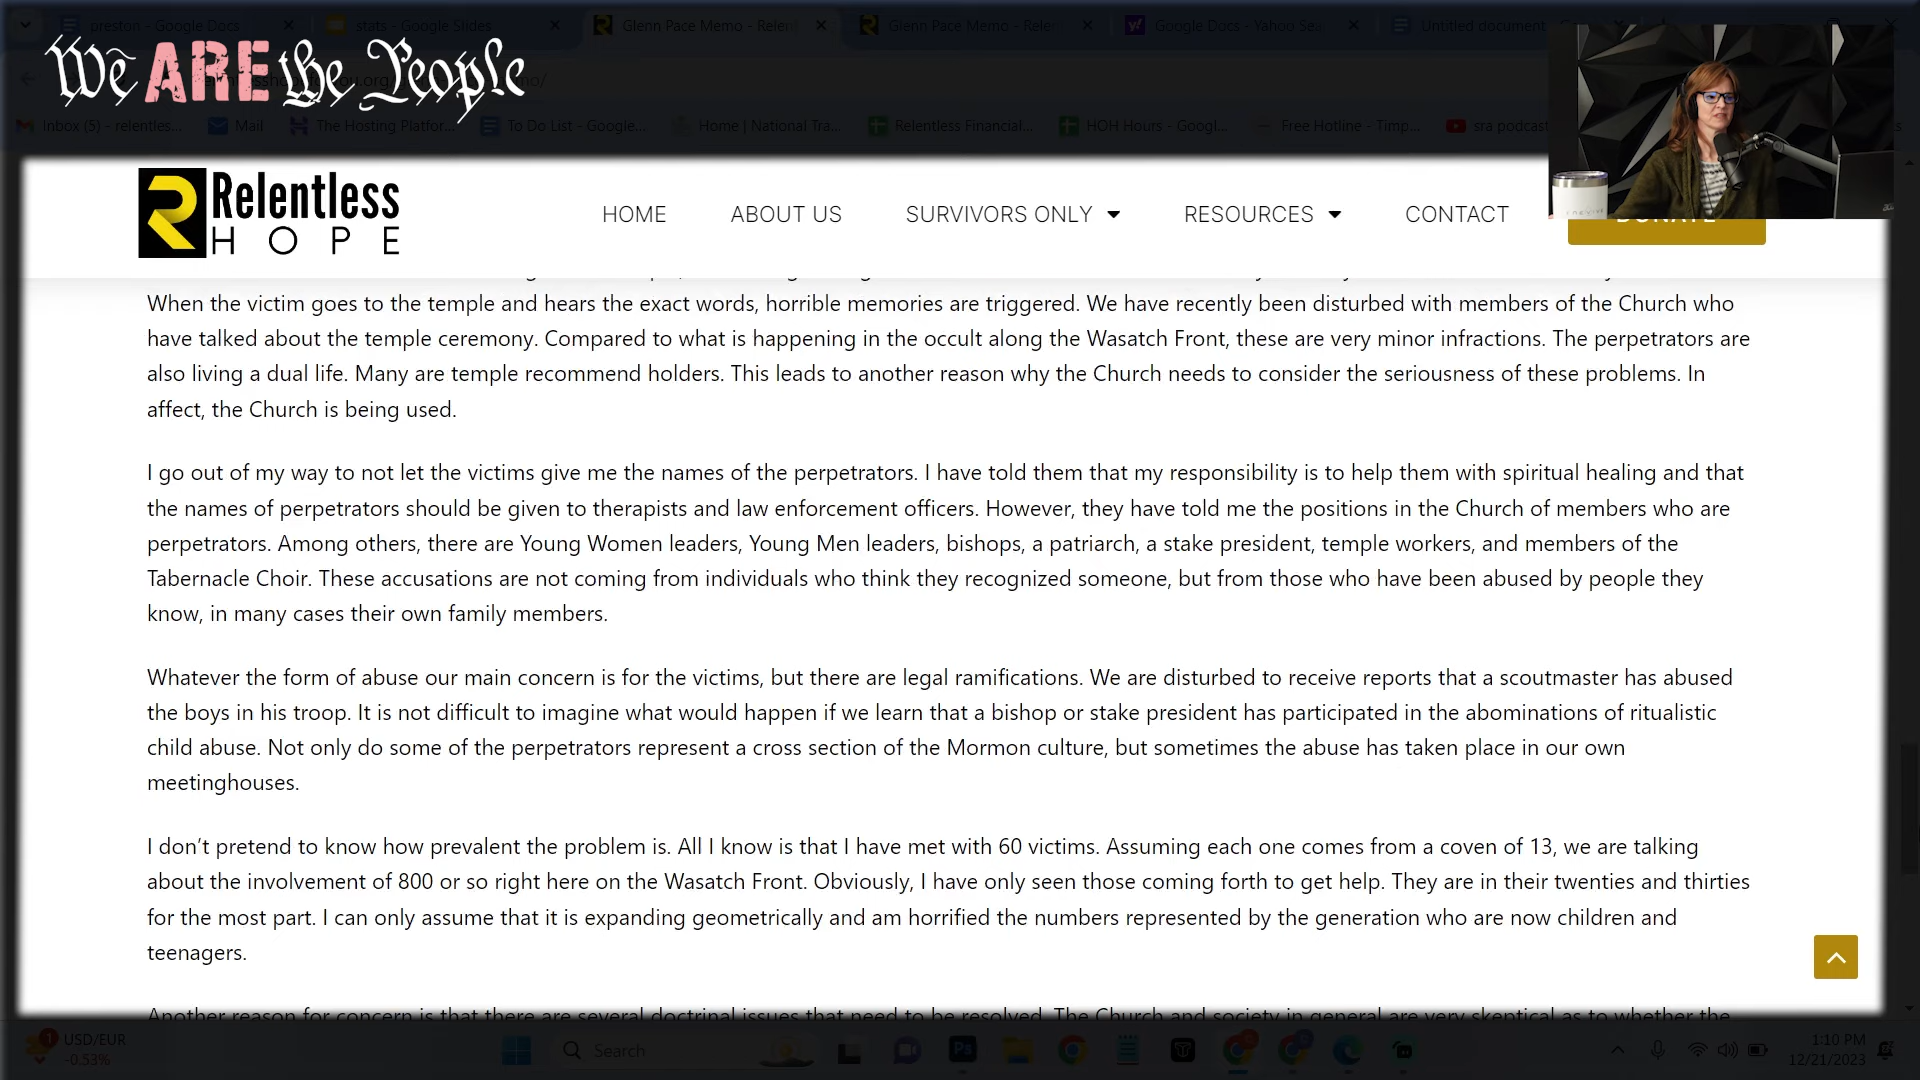 preston - Google Docs
stats - Google Slides
Glenn Pace Memo - Relen
Glenn Pace Memo - Relen
Google Docs - Yahoo Sea
Untitled document
We ARE the People
Inbox (5) - relentles...
Mail
The Hosting Platfor...
To Do List - Google...
Home | National Tra...
Relentless Financial...
HOH Hours - Googl...
Free Hotline - Timp...
sra podcast
Relentless
HOPE
HOME
ABOUT US
SURVIVORS ONLY
RESOURCES
CONTACT
DONATE
When the victim goes to the temple and hears the exact words, horrible memories are triggered. We have recently been disturbed with members of the Church who
have talked about the temple ceremony. Compared to what is happening in the occult along the Wasatch Front, these are very minor infractions. The perpetrators are
also living a dual life. Many are temple recommend holders. This leads to another reason why the Church needs to consider the seriousness of these problems. In
affect, the Church is being used.
I go out of my way to not let the victims give me the names of the perpetrators. I have told them that my responsibility is to help them with spiritual healing and that
the names of perpetrators should be given to therapists and law enforcement officers. However, they have told me the positions in the Church of members who are
perpetrators. Among others, there are Young Women leaders, Young Men leaders, bishops, a patriarch, a stake president, temple workers, and members of the
Tabernacle Choir. These accusations are not coming from individuals who think they recognized someone, but from those who have been abused by people they
know, in many cases their own family members.
Whatever the form of abuse our main concern is for the victims, but there are legal ramifications. We are disturbed to receive reports that a scoutmaster has abused
the boys in his troop. It is not difficult to imagine what would happen if we learn that a bishop or stake president has participated in the abominations of ritualistic
child abuse. Not only do some of the perpetrators represent a cross section of the Mormon culture, but sometimes the abuse has taken place in our own
meetinghouses.
I don't pretend to know how prevalent the problem is. All I know is that I have met with 60 victims. Assuming each one comes from a coven of 13, we are talking
about the involvement of 800 or so right here on the Wasatch Front. Obviously, I have only seen those coming forth to get help. They are in their twenties and thirties
for the most part. I can only assume that it is expanding geometrically and am horrified the numbers represented by the generation who are now children and
teenagers.
Another reason for concern is that there are several doctrinal issues that need to be resolved. The Church and society in general are very skeptical as to whether the
1
USD/EUR
-0.53%
Search
1:10 PM
12/21/2023